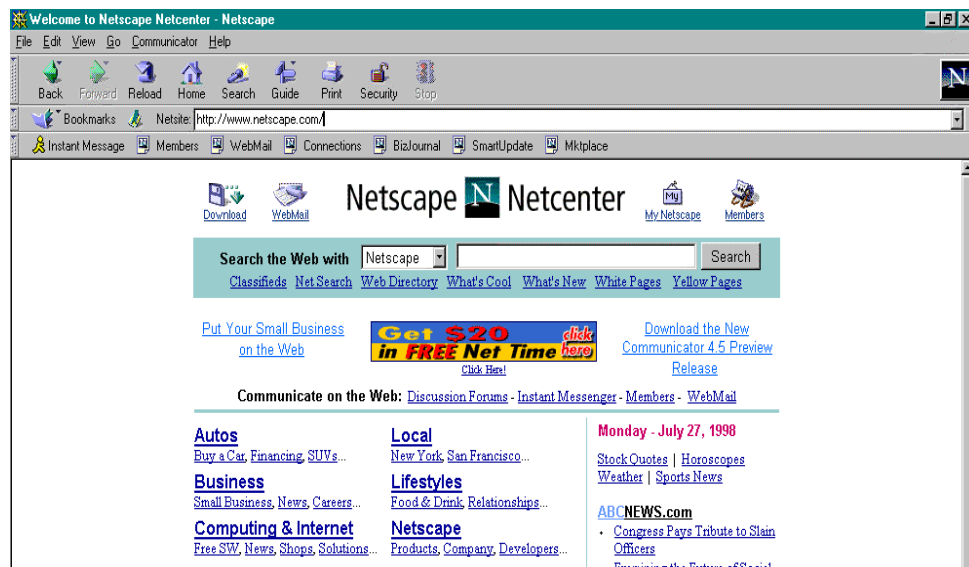 Welcome to Netscape Netcenter - Netscape
File Edit View Go Communicator Help
Back Forward Reload Home Search Guide Print Security Stop
N
Bookmarks Netsite: http://www.netscape.com/
Instant Message Members WebMail Connections BizJournal SmartUpdate Mktplace
Download WebMail Netscape N Netcenter My My Netscape Members
Search the Web with Netscape Search
Classifieds Net Search Web Directory What's Cool What's New White Pages Yellow Pages
Put Your Small Business
on the Web
Get $20 click
in FREE Net Time here
Click Here!
Download the New
Communicator 4.5 Preview
Release
Communicate on the Web: Discussion Forums - Instant Messenger - Members - WebMail
Autos
Buy a Car, Financing, SUVs...
Local
New York, San Francisco...
Business
Small Business, News, Careers...
Lifestyles
Food & Drink, Relationships...
Computing & Internet
Free SW, News, Shops, Solutions...
Netscape
Products, Company, Developers...
Monday - July 27, 1998
Stock Quotes | Horoscopes
Weather | Sports News
ABCNEWS.com
• Congress Pays Tribute to Slain
Officers